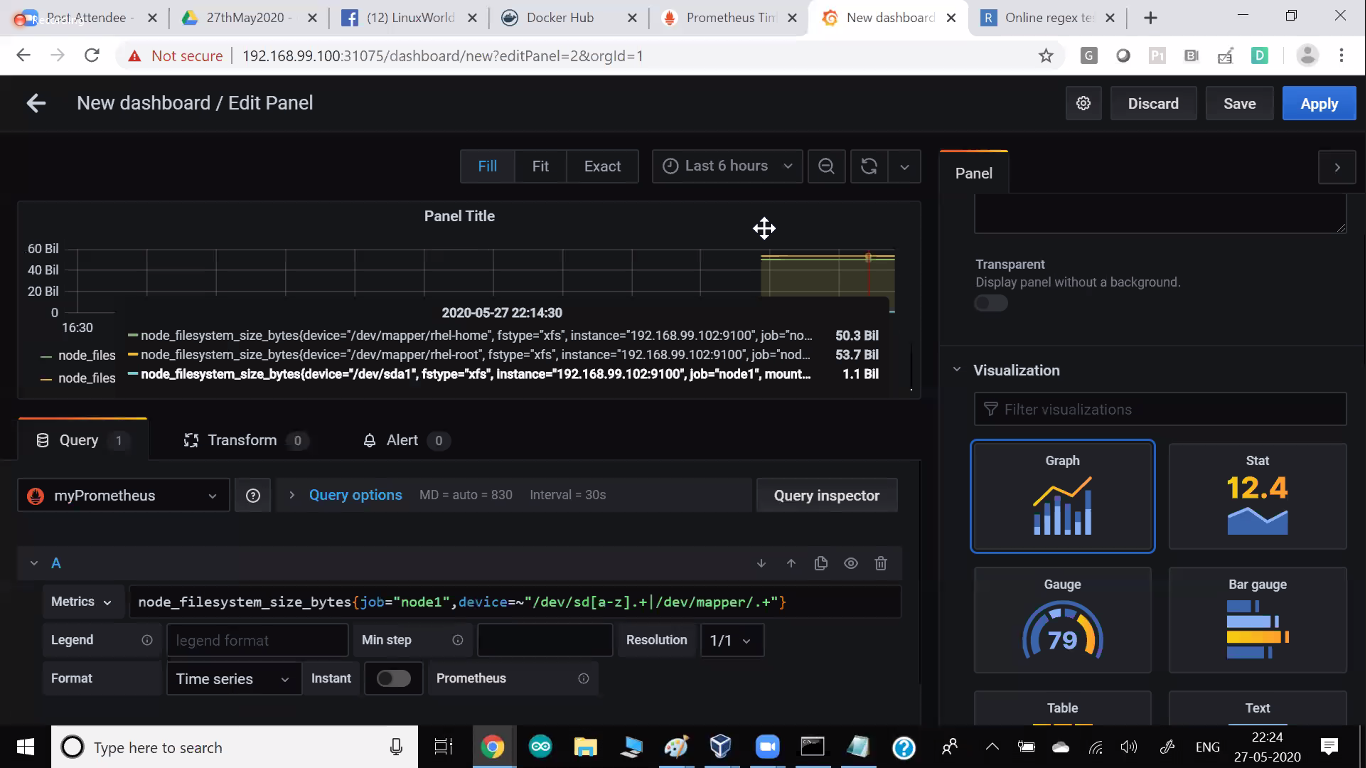 Post Attendee -
Recording
27thMay2020 -
(12) LinuxWorld
Docker Hub
Prometheus Tim
New dashboard
Online regex tes
Not secure
192.168.99.100:31075/dashboard/new?editPanel=2&orgId=1
New dashboard / Edit Panel
Discard
Save
Apply
Fill
Fit
Exact
Last 6 hours
Panel
Panel Title
60 Bil
40 Bil
20 Bil
0
16:30
2020-05-27 22:14:30
node_filesystem_size_bytes{device="/dev/mapper/rhel-home", fstype="xfs", instance="192.168.99.102:9100", job="no... 50.3 Bil
node_filesystem_size_bytes{device="/dev/mapper/rhel-root", fstype="xfs", instance="192.168.99.102:9100", job="nod... 53.7 Bil
node_filesystem_size_bytes{device="/dev/sda1", fstype="xfs", instance="192.168.99.102:9100", job="node1", mount... 1.1 Bil
node_files
node_files
Transparent
Display panel without a background.
Visualization
Filter visualizations
Graph
Stat
12.4
Gauge
79
Bar gauge
Table
Text
Query 1
Transform 0
Alert 0
myPrometheus
Query options
MD = auto = 830
Interval = 30s
Query inspector
A
Metrics
node_filesystem_size_bytes{job="node1",device=~"/dev/sd[a-z].+|/dev/mapper/.+"}
Legend
legend format
Min step
Resolution
1/1
Format
Time series
Instant
Prometheus
Type here to search
ENG
22:24
27-05-2020